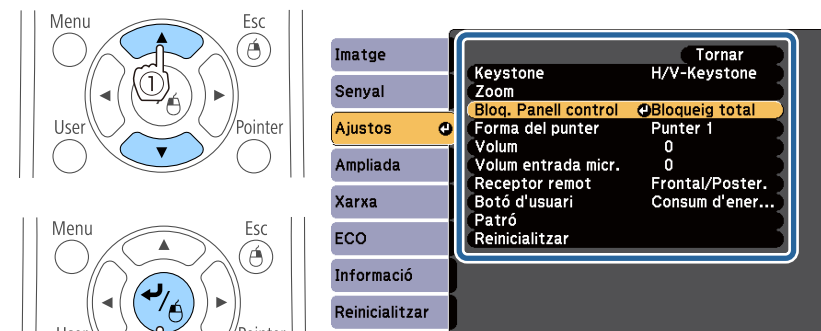 Menu
Esc
①
User
Pointer
Menu
Esc
Imatge
Senyal
Ajustos
Ampliada
Xarxa
ECO
Informació
Reinicialitzar
Tornar
Keystone H/V-Keystone
Zoom
Bloq. Panell control Bloqueig total
Forma del punter Punter 1
Volum 0
Volum entrada micr. 0
Receptor remot Frontal/Poster.
Botó d'usuari Consum d'ener...
Patró
Reinicialitzar